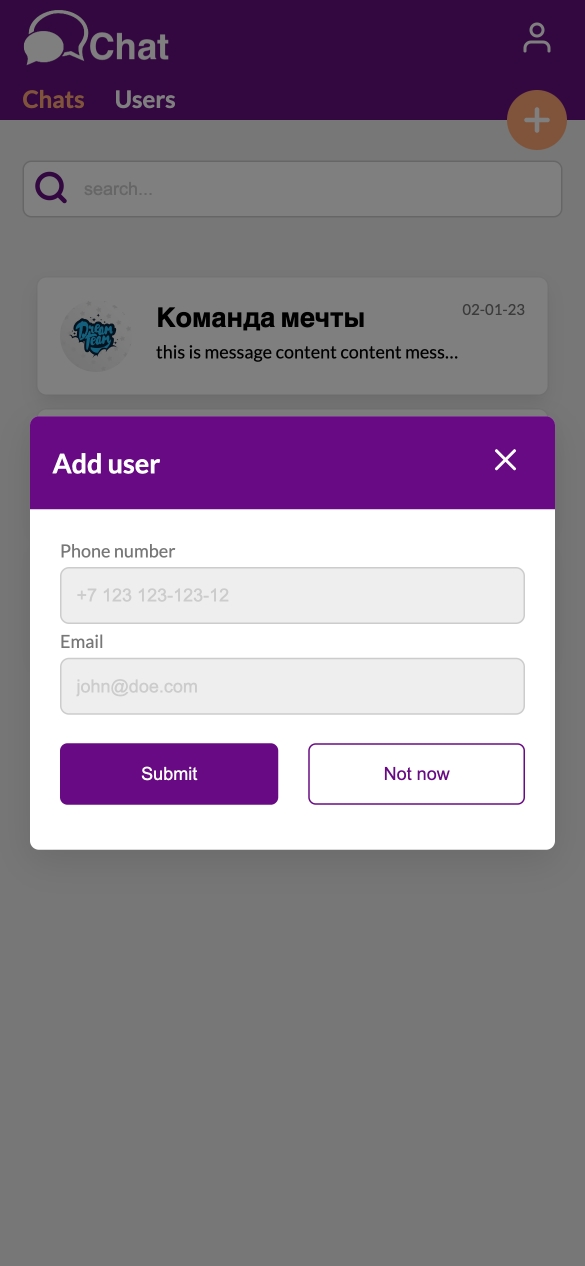 Chat
Chats Users
search...
Dream Team
Команда мечты
02-01-23
this is message content content mess...
Add user
Phone number
+7 123 123-123-12
Email
john@doe.com
Submit
Not now